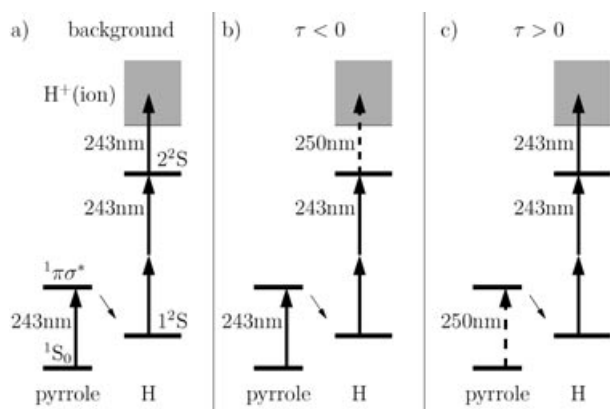 a) background
H⁺(ion)
243nm
2²S
243nm
¹πσ*
243nm
1²S
¹S₀
pyrrole H
b) τ < 0
250nm
243nm
243nm
pyrrole H
c) τ > 0
243nm
243nm
250nm
pyrrole H